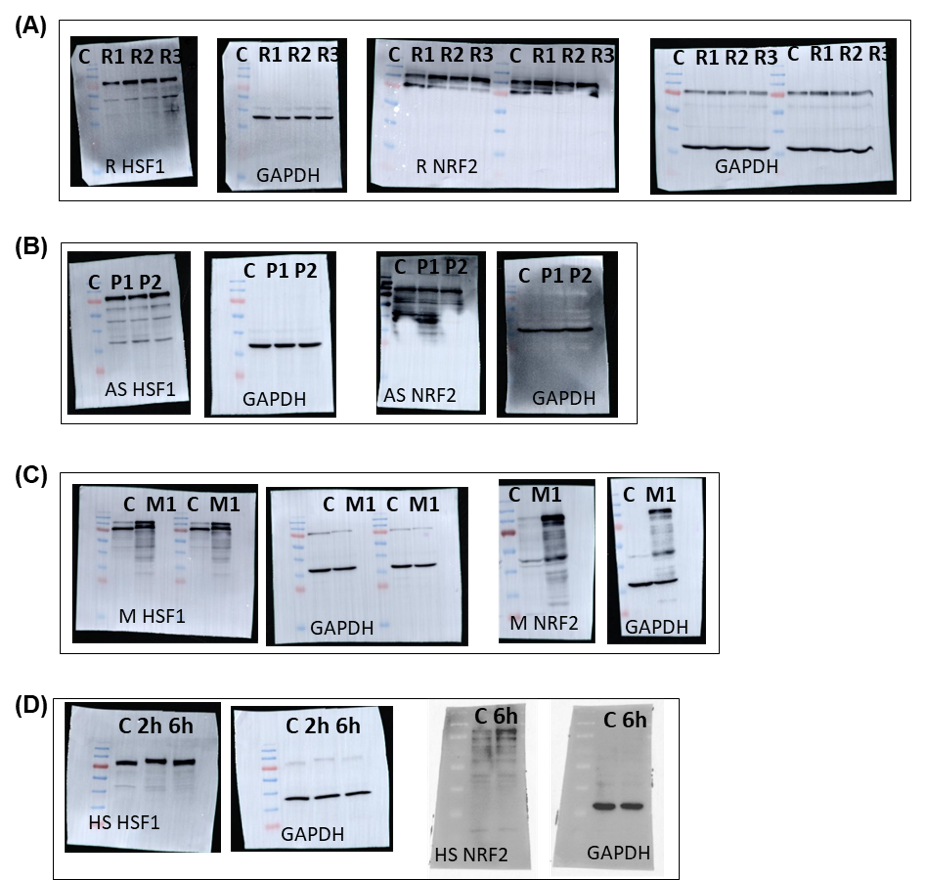 (A)
C R1 R2 R3
R HSF1
C R1 R2 R3
GAPDH
C R1 R2 R3 C R1 R2 R3
R NRF2
C R1 R2 R3 C R1 R2 R3
GAPDH
(B)
C P1 P2
AS HSF1
C P1 P2
GAPDH
C P1 P2
AS NRF2
C P1 P2
GAPDH
(C)
C M1 C M1
M HSF1
C M1 C M1
GAPDH
C M1
M NRF2
C M1
GAPDH
(D)
C 2h 6h
HS HSF1
C 2h 6h
GAPDH
C 6h
HS NRF2
C 6h
GAPDH